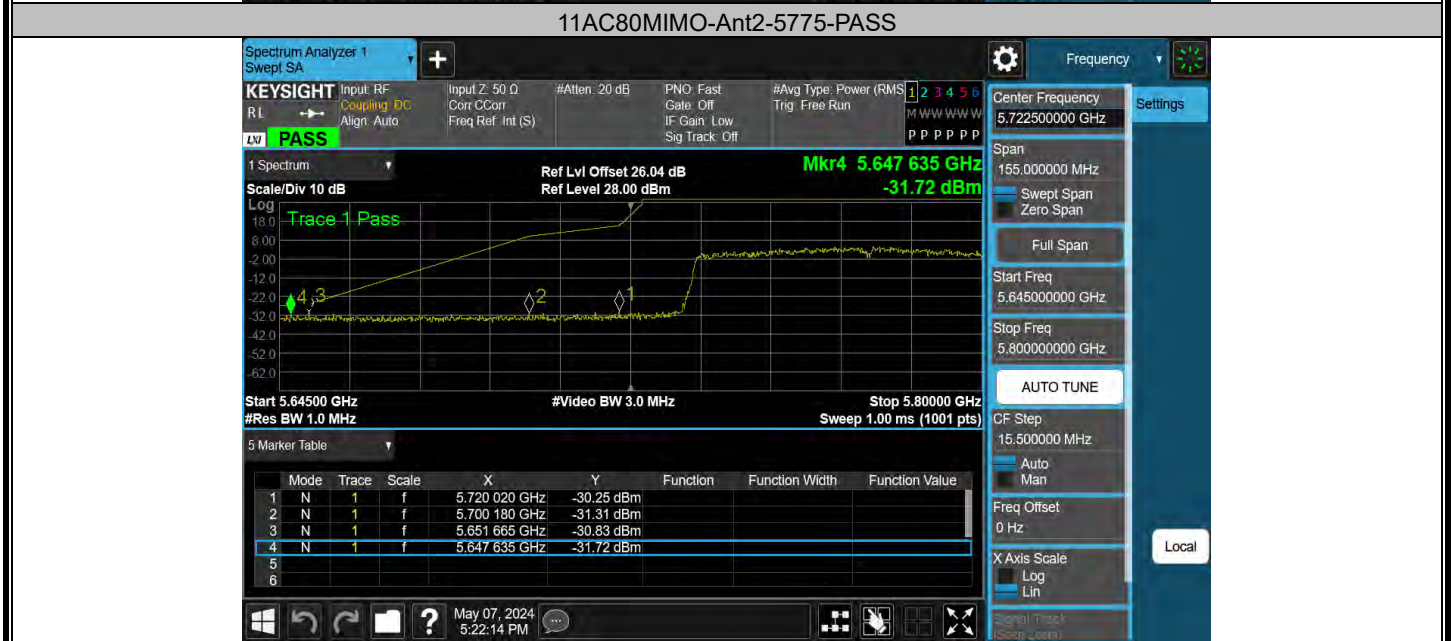 11AC80MIMO-Ant2-5775-PASS
Spectrum Analyzer 1
Swept SA
+
Frequency
KEYSIGHT Input: RF Input Z: 50 Ω #Atten: 20 dB PNO: Fast #Avg Type: Power (RMS 1 2 3 4 5 6
RL Coupling: DC Corr CCorr Gate: Off Trig: Free Run M W W W W W
Align: Auto Freq Ref: Int (S) IF Gain: Low
LXI PASS Sig Track: Off P P P P P P
Center Frequency
5.722500000 GHz
Settings
1 Spectrum
Ref Lvl Offset 26.04 dB
Mkr4 5.647 635 GHz
Scale/Div 10 dB
Ref Level 28.00 dBm
-31.72 dBm
Span
155.000000 MHz
Swept Span
Zero Span
Full Span
Log
Trace 1 Pass
18.0
8.00
-2.00
-12.0
-22.0
-32.0
-42.0
-52.0
-62.0
4 3 2 1
Start Freq
5.645000000 GHz
Stop Freq
5.800000000 GHz
AUTO TUNE
Start 5.64500 GHz #Video BW 3.0 MHz Stop 5.80000 GHz
#Res BW 1.0 MHz Sweep 1.00 ms (1001 pts)
CF Step
15.500000 MHz
Auto
Man
5 Marker Table
Mode Trace Scale X Y Function Function Width Function Value
1 N 1 f 5.720 020 GHz -30.25 dBm
2 N 1 f 5.700 180 GHz -31.31 dBm
3 N 1 f 5.651 665 GHz -30.83 dBm
4 N 1 f 5.647 635 GHz -31.72 dBm
5
6
Freq Offset
0 Hz
Local
X Axis Scale
Log
Lin
Signal Track
(Span Zoom)
?
May 07, 2024
5:22:14 PM